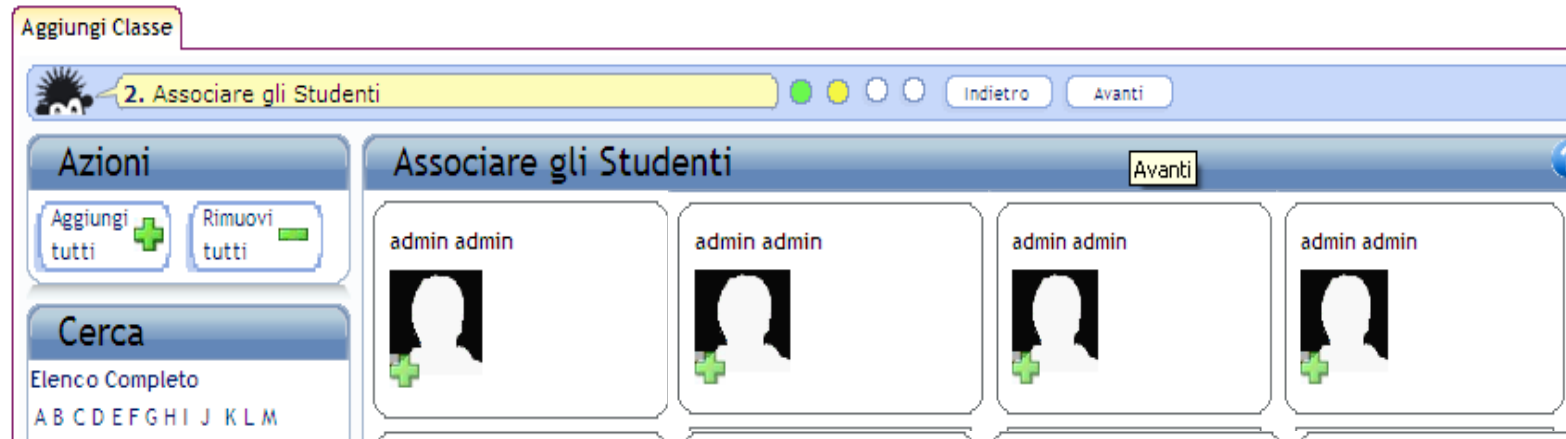 Aggiungi Classe
2. Associare gli Studenti
Indietro
Avanti
Azioni
Aggiungi
tutti
Rimuovi
tutti
Cerca
Elenco Completo
A B C D E F G H I J K L M
Associare gli Studenti
Avanti
admin admin
admin admin
admin admin
admin admin